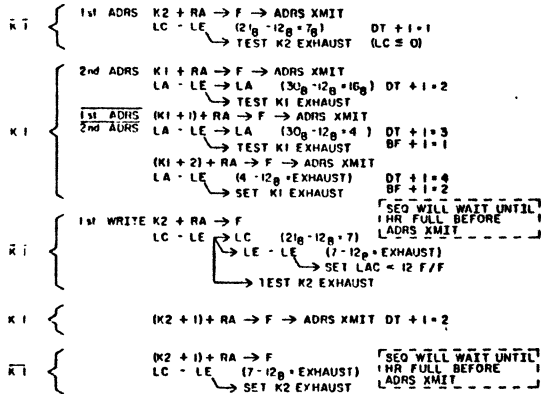 K̄ Ī 1st ADRS K2 + RA → F → ADRS XMIT
LC - LE (21₈ -12₈ = 7₈) DT + 1 = 1
→ TEST K2 EXHAUST (LC ≦ 0)
2nd ADRS K1 + RA → F → ADRS XMIT
LA - LE → LA (30₈ -12₈ = 16₈) DT + 1 = 2
→ TEST K1 EXHAUST
K1 1st ADRS (K1 + 1) + RA → F → ADRS XMIT
2nd ADRS LA - LE → LA (30₈ -12₈ = 4 ) DT + 1 = 3
→ TEST K1 EXHAUST BF + 1 = 1
(K1 + 2) + RA → F → ADRS XMIT
LA - LE (4 -12₈ = EXHAUST) DT + 1 = 4
→ SET K1 EXHAUST BF + 1 = 2
SEQ WILL WAIT UNTIL
HR FULL BEFORE
ADRS XMIT
K̄ Ī 1st WRITE K2 + RA → F
LC - LE → LC (21₈ -12₈ = 7)
→ LE - LE (7 -12₈ = EXHAUST)
→ SET LAC < 12 F/F
→ TEST K2 EXHAUST
K1 (K2 + 1) + RA → F → ADRS XMIT DT + 1 = 2
K̄Ī (K2 + 1) + RA → F
LC - LE (7 -12₈ = EXHAUST)
→ SET K2 EXHAUST
SEQ WILL WAIT UNTIL
HR FULL BEFORE
ADRS XMIT